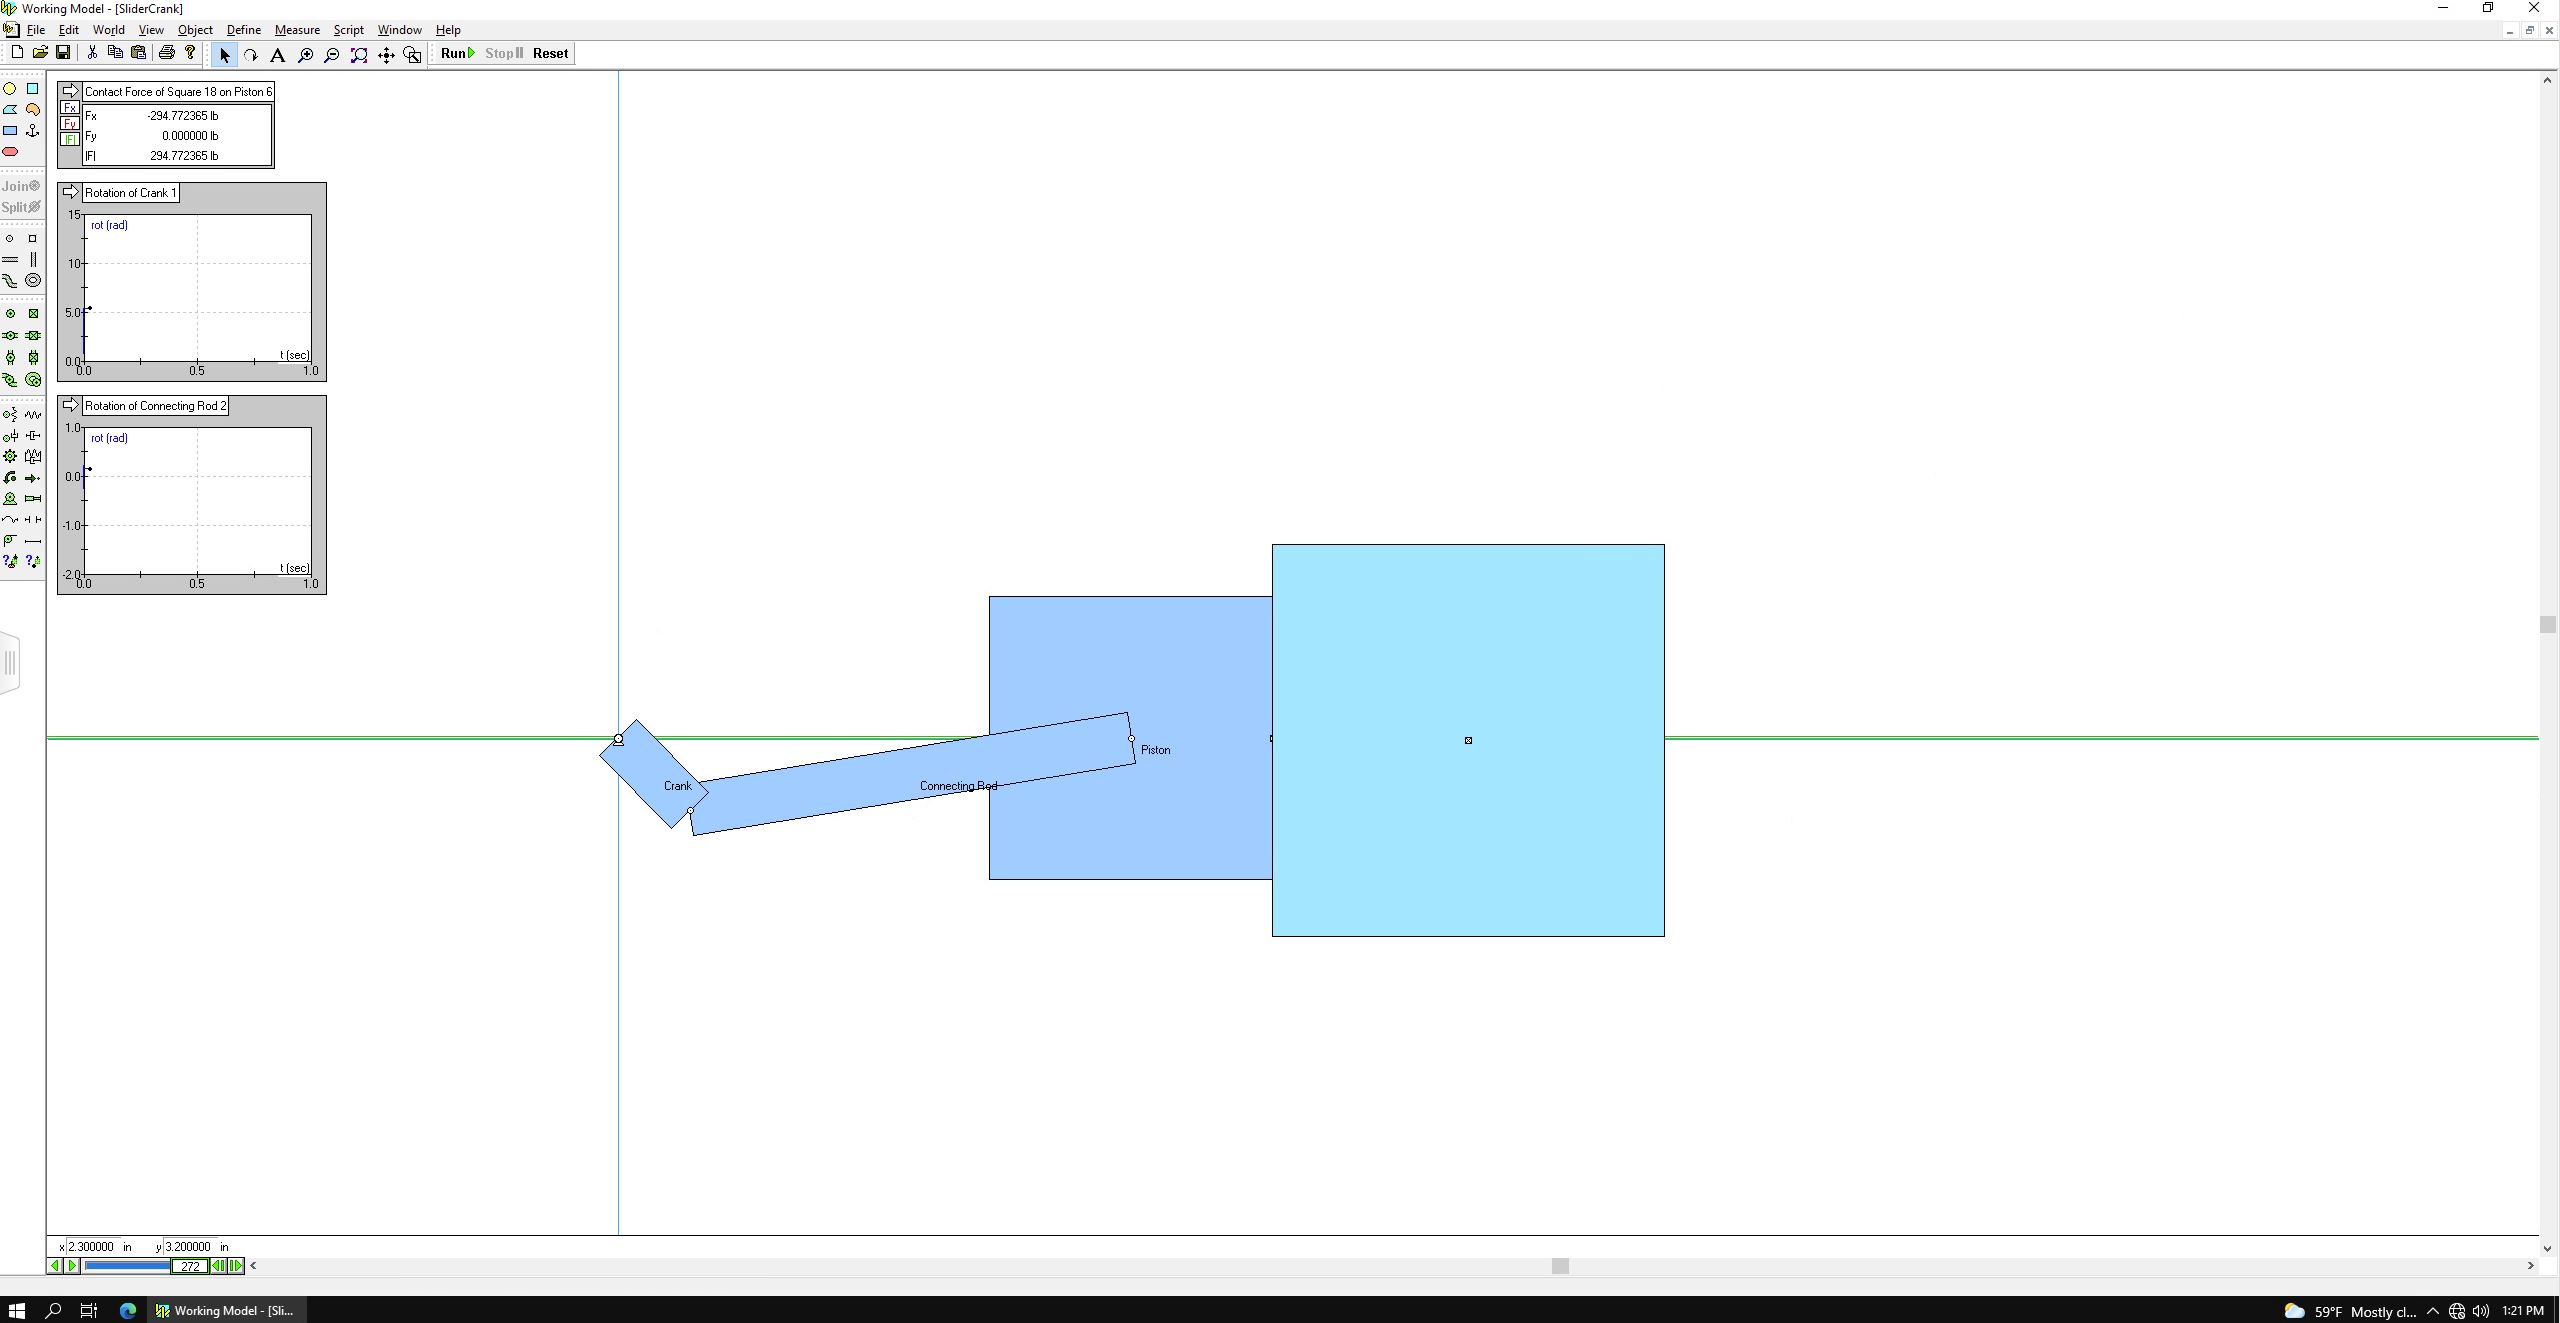 Working Model - [SliderCrank]
File Edit World View Object Define Measure Script Window Help
A Run Stop Reset
Join
Split
Contact Force of Square 18 on Piston 6
Fx Fx -294.772365 lb
Fy Fy 0.000000 lb
|F| |F| 294.772365 lb
Rotation of Crank 1
15
rot (rad)
10
5.0
0.0
t (sec)
0.0 0.5 1.0
Rotation of Connecting Rod 2
1.0
rot (rad)
0.0
-1.0
-2.0
t (sec)
0.0 0.5 1.0
Piston
Crank
Connecting Rod
x 2.300000 in y 3.200000 in
272
Working Model - [Sli...
59°F Mostly cl... 1:21 PM